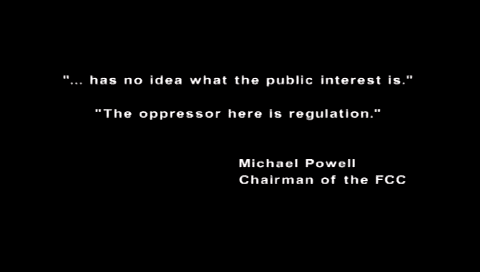 "... has no idea what the public interest is."
"The oppressor here is regulation."
Michael Powell
Chairman of the FCC